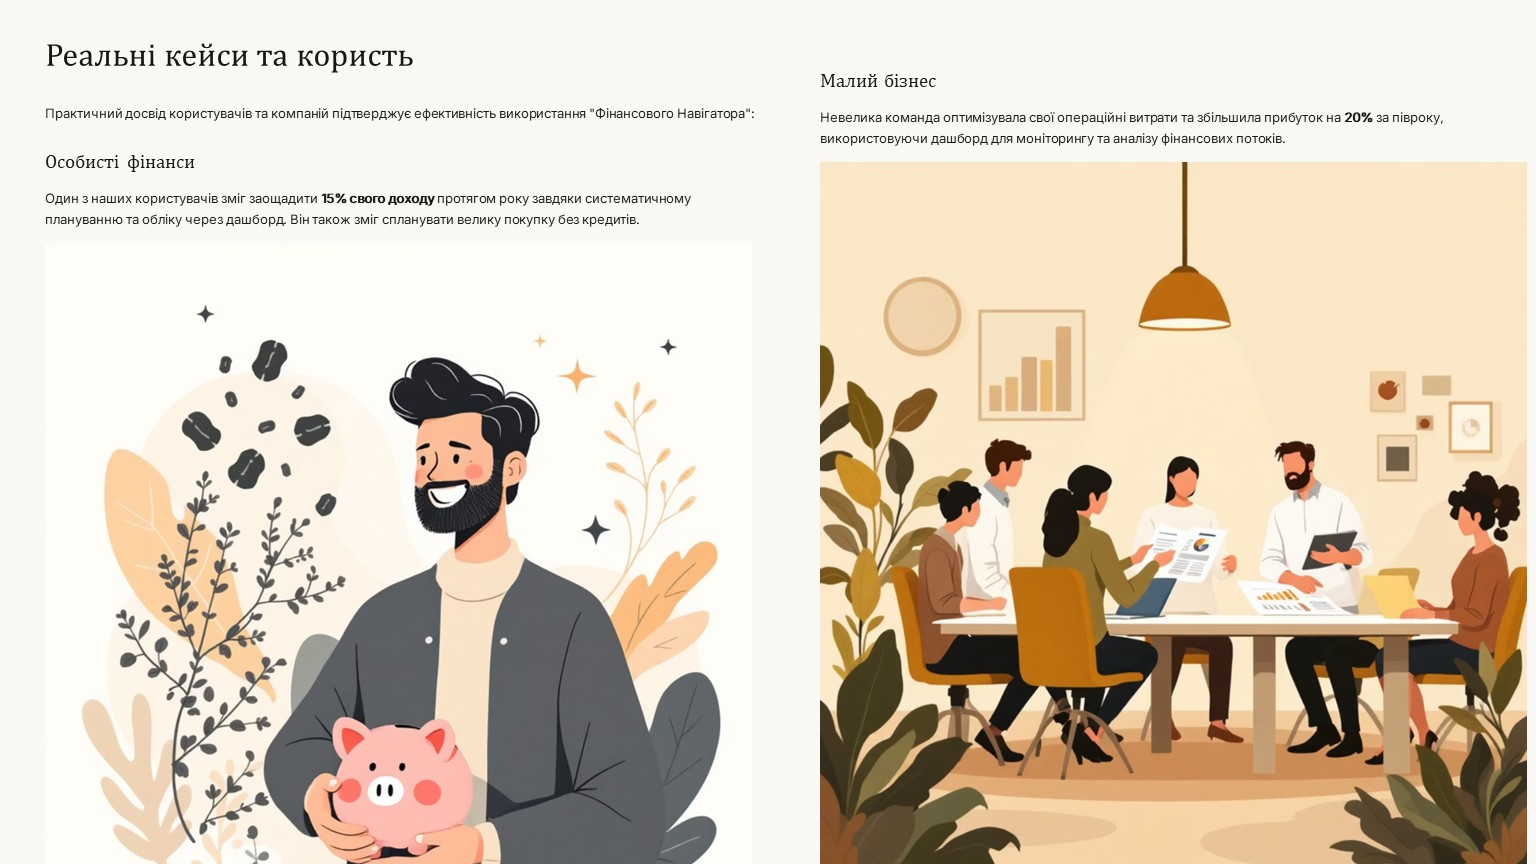 Реальні кейси та користь
Практичний досвід користувачів та компаній підтверджує ефективність використання "Фінансового Навігатора":
Особисті фінанси
Один з наших користувачів зміг заощадити 15% свого доходу протягом року завдяки систематичному
плануванню та обліку через дашборд. Він також зміг спланувати велику покупку без кредитів.
Малий бізнес
Невелика команда оптимізувала свої операційні витрати та збільшила прибуток на 20% за півроку,
використовуючи дашборд для моніторингу та аналізу фінансових потоків.